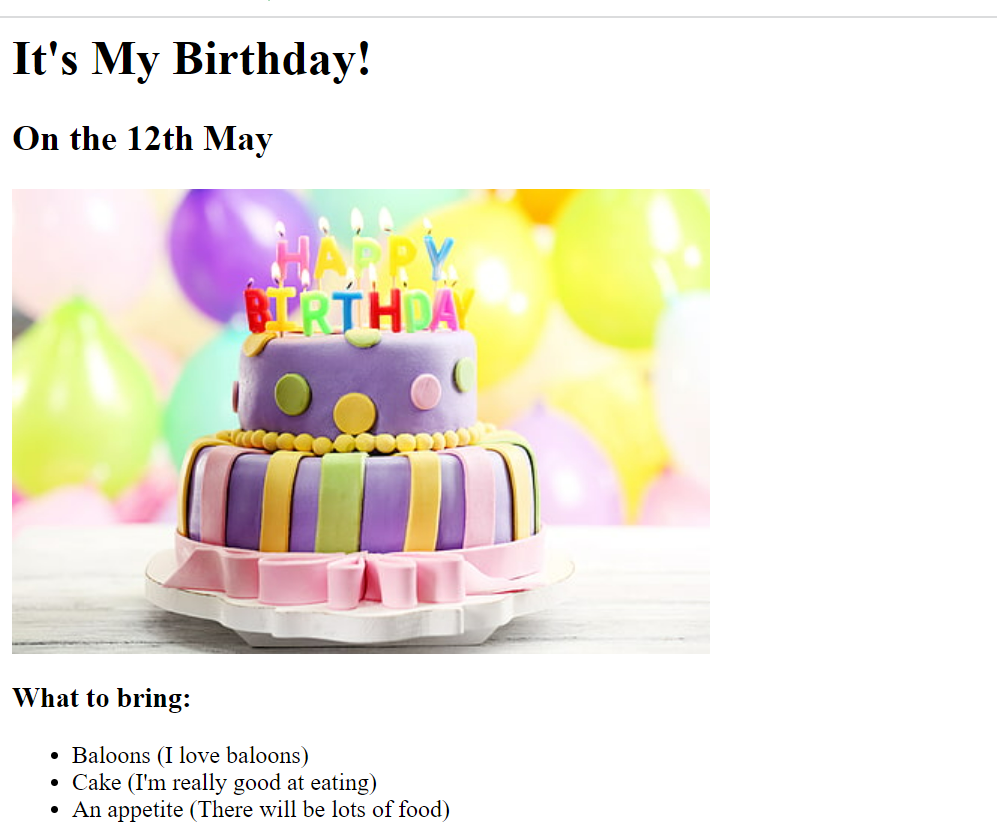 It's My Birthday!
On the 12th May
HAPPY
BIRTHDAY
What to bring:
Baloons (I love baloons)
Cake (I'm really good at eating)
An appetite (There will be lots of food)